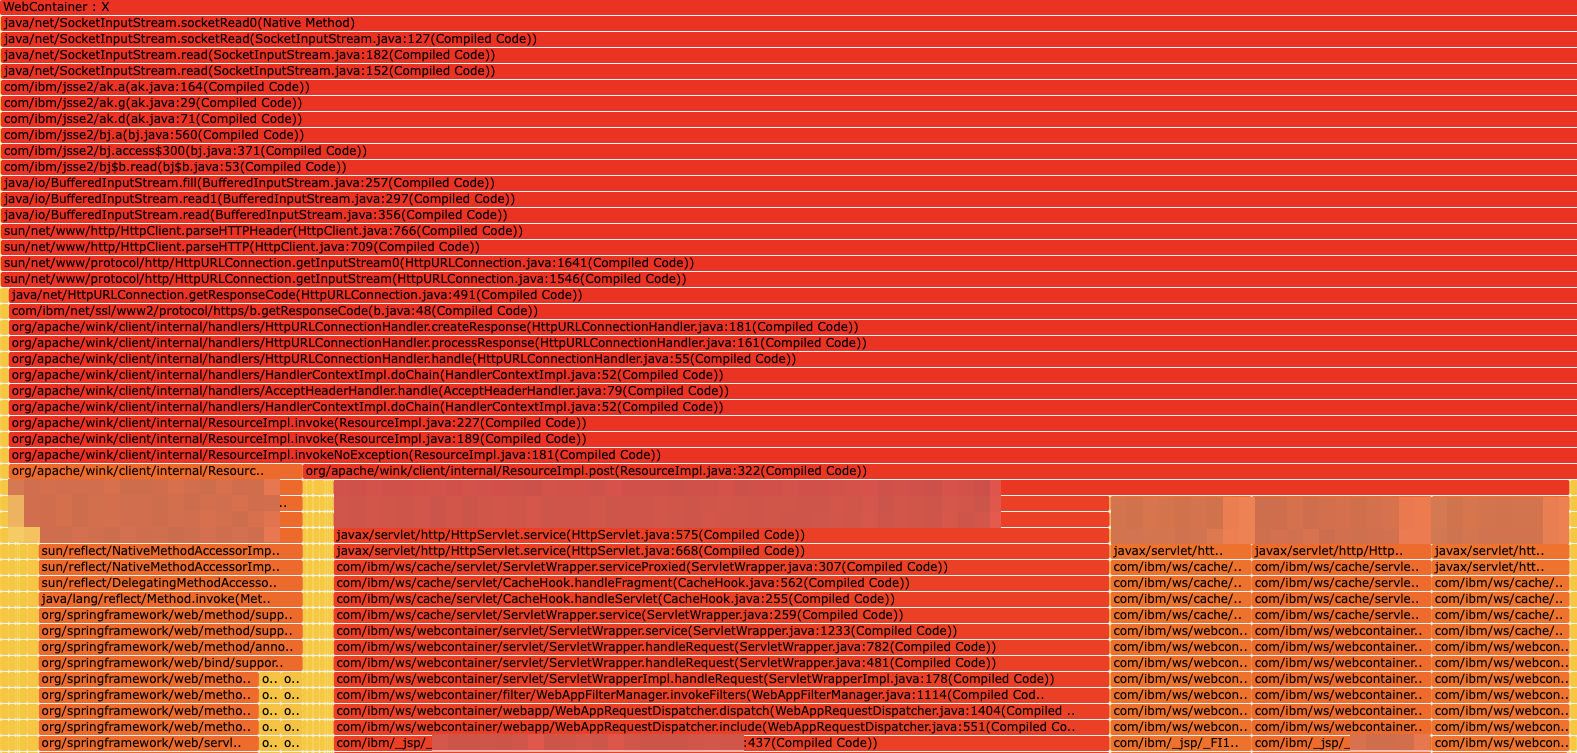 WebContainer : X
java/net/SocketInputStream.socketRead0(Native Method)
java/net/SocketInputStream.socketRead(SocketInputStream.java:127(Compiled Code))
java/net/SocketInputStream.read(SocketInputStream.java:182(Compiled Code))
java/net/SocketInputStream.read(SocketInputStream.java:152(Compiled Code))
com/ibm/jsse2/ak.a(ak.java:164(Compiled Code))
com/ibm/jsse2/ak.g(ak.java:29(Compiled Code))
com/ibm/jsse2/ak.d(ak.java:71(Compiled Code))
com/ibm/jsse2/bj.a(bj.java:560(Compiled Code))
com/ibm/jsse2/bj.access$300(bj.java:371(Compiled Code))
com/ibm/jsse2/bj$b.read(bj$b.java:53(Compiled Code))
java/io/BufferedInputStream.fill(BufferedInputStream.java:257(Compiled Code))
java/io/BufferedInputStream.read1(BufferedInputStream.java:297(Compiled Code))
java/io/BufferedInputStream.read(BufferedInputStream.java:356(Compiled Code))
sun/net/www/http/HttpClient.parseHTTPHeader(HttpClient.java:766(Compiled Code))
sun/net/www/http/HttpClient.parseHTTP(HttpClient.java:709(Compiled Code))
sun/net/www/protocol/http/HttpURLConnection.getInputStream0(HttpURLConnection.java:1641(Compiled Code))
sun/net/www/protocol/http/HttpURLConnection.getInputStream(HttpURLConnection.java:1546(Compiled Code))
java/net/HttpURLConnection.getResponseCode(HttpURLConnection.java:491(Compiled Code))
com/ibm/net/ssl/www2/protocol/https/b.getResponseCode(b.java:48(Compiled Code))
org/apache/wink/client/internal/handlers/HttpURLConnectionHandler.createResponse(HttpURLConnectionHandler.java:181(Compiled Code))
org/apache/wink/client/internal/handlers/HttpURLConnectionHandler.processResponse(HttpURLConnectionHandler.java:161(Compiled Code))
org/apache/wink/client/internal/handlers/HttpURLConnectionHandler.handle(HttpURLConnectionHandler.java:55(Compiled Code))
org/apache/wink/client/internal/handlers/HandlerContextImpl.doChain(HandlerContextImpl.java:52(Compiled Code))
org/apache/wink/client/internal/handlers/AcceptHeaderHandler.handle(AcceptHeaderHandler.java:79(Compiled Code))
org/apache/wink/client/internal/handlers/HandlerContextImpl.doChain(HandlerContextImpl.java:52(Compiled Code))
org/apache/wink/client/internal/ResourceImpl.invoke(ResourceImpl.java:227(Compiled Code))
org/apache/wink/client/internal/ResourceImpl.invoke(ResourceImpl.java:189(Compiled Code))
org/apache/wink/client/internal/ResourceImpl.invokeNoException(ResourceImpl.java:181(Compiled Code))
org/apache/wink/client/internal/Resourc.. org/apache/wink/client/internal/ResourceImpl.post(ResourceImpl.java:322(Compiled Code))
..
javax/servlet/http/HttpServlet.service(HttpServlet.java:575(Compiled Code))
sun/reflect/NativeMethodAccessorImp.. javax/servlet/http/HttpServlet.service(HttpServlet.java:668(Compiled Code)) javax/servlet/htt.. javax/servlet/http/Http.. javax/servlet/htt..
sun/reflect/NativeMethodAccessorImp.. com/ibm/ws/cache/servlet/ServletWrapper.serviceProxied(ServletWrapper.java:307(Compiled Code)) com/ibm/ws/cache/.. com/ibm/ws/cache/servle.. javax/servlet/htt..
sun/reflect/DelegatingMethodAccesso.. com/ibm/ws/cache/servlet/CacheHook.handleFragment(CacheHook.java:562(Compiled Code)) com/ibm/ws/cache/.. com/ibm/ws/cache/servle.. com/ibm/ws/cache/..
java/lang/reflect/Method.invoke(Met.. com/ibm/ws/cache/servlet/CacheHook.handleServlet(CacheHook.java:255(Compiled Code)) com/ibm/ws/cache/.. com/ibm/ws/cache/servle.. com/ibm/ws/cache/..
org/springframework/web/method/supp.. com/ibm/ws/cache/servlet/ServletWrapper.service(ServletWrapper.java:259(Compiled Code)) com/ibm/ws/cache/.. com/ibm/ws/cache/servle.. com/ibm/ws/cache/..
org/springframework/web/method/supp.. com/ibm/ws/webcontainer/servlet/ServletWrapper.service(ServletWrapper.java:1233(Compiled Code)) com/ibm/ws/webcon.. com/ibm/ws/webcontainer.. com/ibm/ws/cache/..
org/springframework/web/method/anno.. com/ibm/ws/webcontainer/servlet/ServletWrapper.handleRequest(ServletWrapper.java:782(Compiled Code)) com/ibm/ws/webcon.. com/ibm/ws/webcontainer.. com/ibm/ws/webcon..
org/springframework/web/bind/suppor.. com/ibm/ws/webcontainer/servlet/ServletWrapper.handleRequest(ServletWrapper.java:481(Compiled Code)) com/ibm/ws/webcon.. com/ibm/ws/webcontainer.. com/ibm/ws/webcon..
org/springframework/web/metho.. o.. o.. com/ibm/ws/webcontainer/servlet/ServletWrapperImpl.handleRequest(ServletWrapperImpl.java:178(Compiled Code)) com/ibm/ws/webcon.. com/ibm/ws/webcontainer.. com/ibm/ws/webcon..
org/springframework/web/metho.. o.. o.. com/ibm/ws/webcontainer/filter/WebAppFilterManager.invokeFilters(WebAppFilterManager.java:1114(Compiled Cod.. com/ibm/ws/webcon.. com/ibm/ws/webcontainer.. com/ibm/ws/webcon..
org/springframework/web/metho.. o.. o.. com/ibm/ws/webcontainer/webapp/WebAppRequestDispatcher.dispatch(WebAppRequestDispatcher.java:1404(Compiled .. com/ibm/ws/webcon.. com/ibm/ws/webcontainer.. com/ibm/ws/webcon..
org/springframework/web/metho.. o.. o.. com/ibm/ws/webcontainer/webapp/WebAppRequestDispatcher.include(WebAppRequestDispatcher.java:551(Compiled Co.. com/ibm/ws/webcon.. com/ibm/ws/webcontainer.. com/ibm/ws/webcon..
org/springframework/web/servl.. o.. o.. com/ibm/_jsp/_ :437(Compiled Code)) com/ibm/_jsp/_FI1.. com/ibm/_jsp/_ com/ibm/ws/webcon..